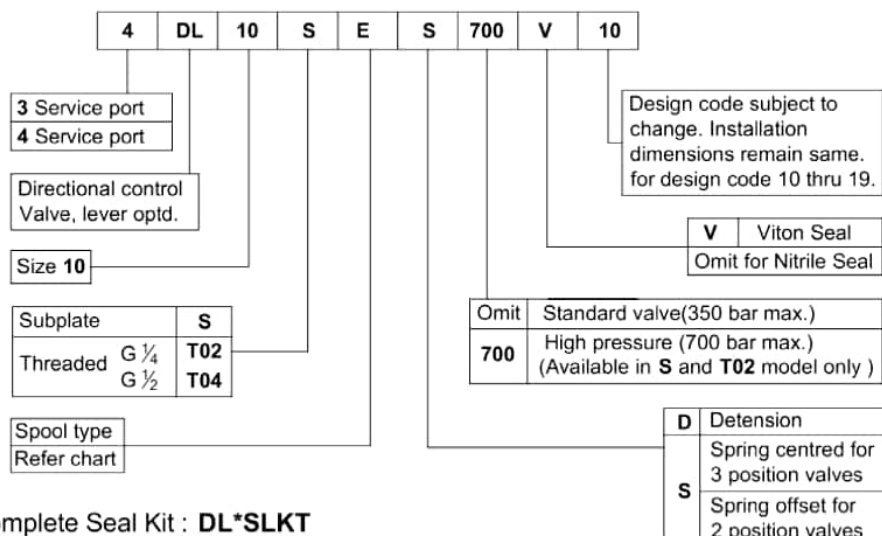 4 DL 10 S E S 700 V 10
3 Service port
4 Service port
Directional control
Valve, lever optd.
Size 10
Subplate S
Threaded G ¼ T02
G ½ T04
Spool type
Refer chart
Design code subject to
change. Installation
dimensions remain same.
for design code 10 thru 19.
V Viton Seal
Omit for Nitrile Seal
Omit Standard valve(350 bar max.)
700 High pressure (700 bar max.)
(Available in S and T02 model only )
D Detension
S Spring centred for
3 position valves
Spring offset for
2 position valves
Seal Kit : DL*SLKT